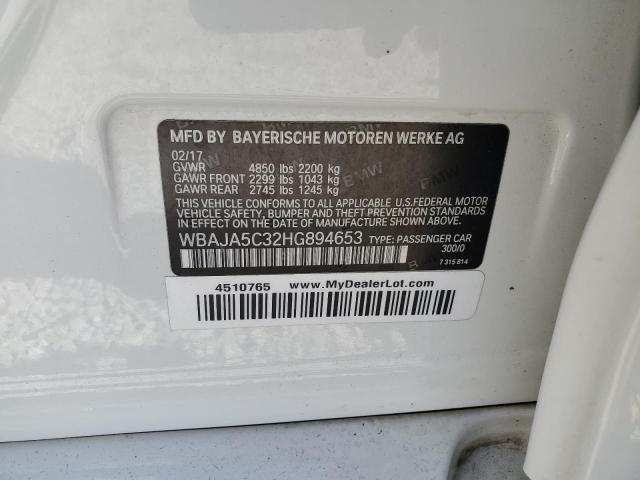 MFD BY BAYERISCHE MOTOREN WERKE AG
02/17
GVWR 4850 lbs 2200 kg
GAWR FRONT 2299 lbs 1043 kg
GAWR REAR 2745 lbs 1245 kg
THIS VEHICLE CONFORMS TO ALL APPLICABLE U.S.FEDERAL MOTOR
VEHICLE SAFETY, BUMPER, AND THEFT PREVENTION STANDARDS
IN EFFECT ON THE DATE OF MANUFACTURE SHOWN ABOVE.
WBAJA5C32HG894653 TYPE: PASSENGER CAR
300/0
7 315 814
4510765 www.MyDealerLot.com